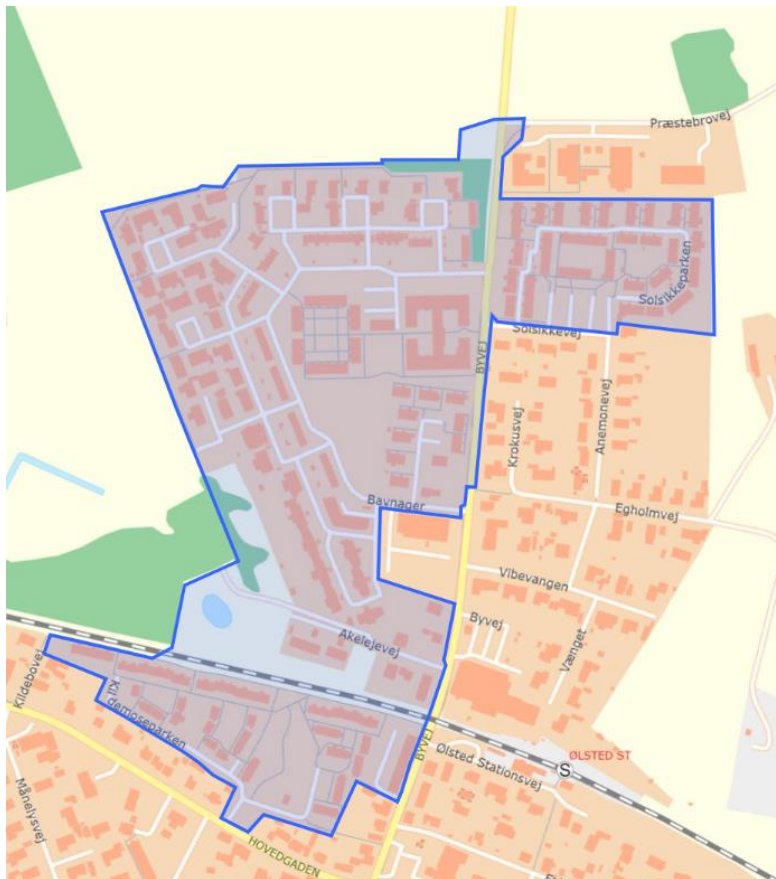 Præstebrovej
Solsikkeparken
Solsikkevej
BYVEJ
Krokusvej
Anemonevej
Bavnager
Egholmvej
Vibevangen
Byvej
Akelejevej
Vænget
Kildebovej
Kildemoseparken
BYVEJ
ØLSTED ST
S
Ølsted Stationsvej
Månelysvej
HOVEDGADEN